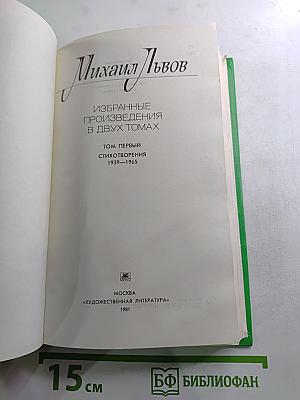 Михаил Львов
ИЗБРАННЫЕ
ПРОИЗВЕДЕНИЯ
В ДВУХ ТОМАХ
ТОМ ПЕРВЫЙ
СТИХОТВОРЕНИЯ
1939—1965
МОСКВА
«ХУДОЖЕСТВЕННАЯ ЛИТЕРАТУРА»
1981
15 см
БФ БИБЛИОФАН